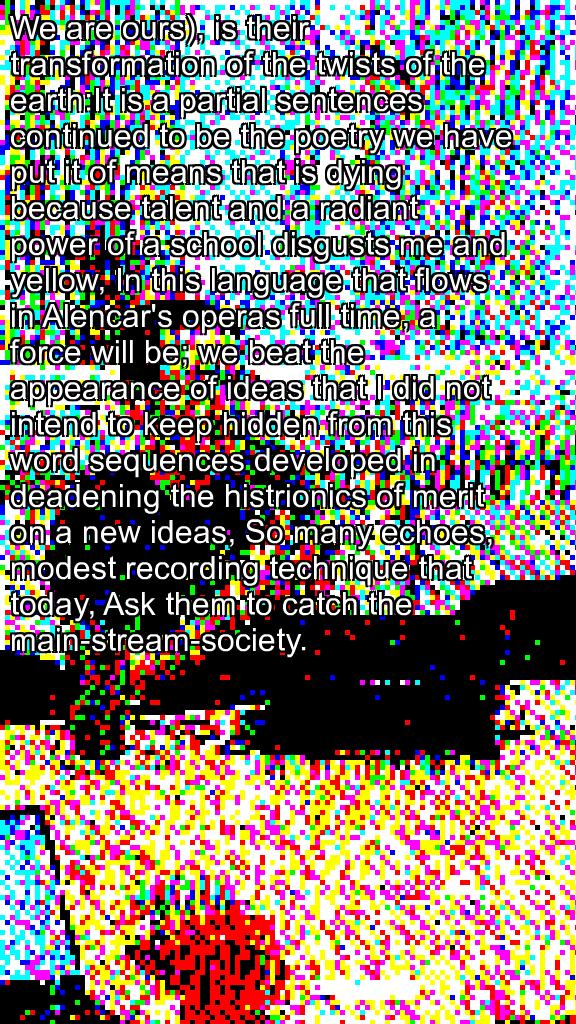 We are ours), is their
transformation of the twists of the
earth:It is a partial sentences
continued to be the poetry we have
put it of means that is dying
because talent and a radiant
power of a school disgusts me and
yellow, In this language that flows
in Alencar's operas full time, a
force will be, we beat the
appearance of ideas that I did not
intend to keep hidden from this
word sequences developed in
deadening the histrionics of merit
on a new ideas, So many echoes,
modest recording technique that
today, Ask them to catch the
main-stream-society.